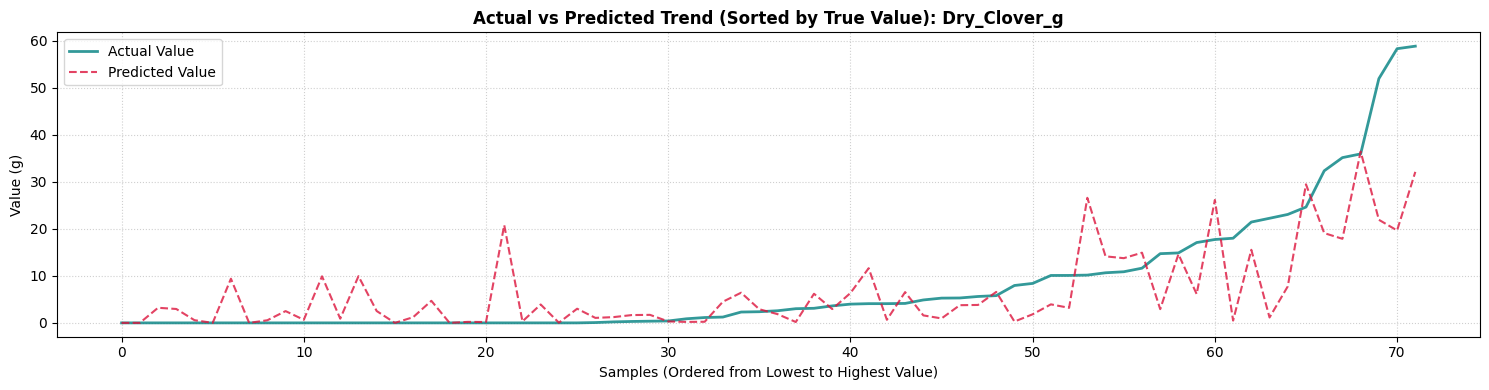 Actual vs Predicted Trend (Sorted by True Value): Dry_Clover_g
Actual Value
Predicted Value
Value (g)
60
50
40
30
20
10
0
0 10 20 30 40 50 60 70
Samples (Ordered from Lowest to Highest Value)